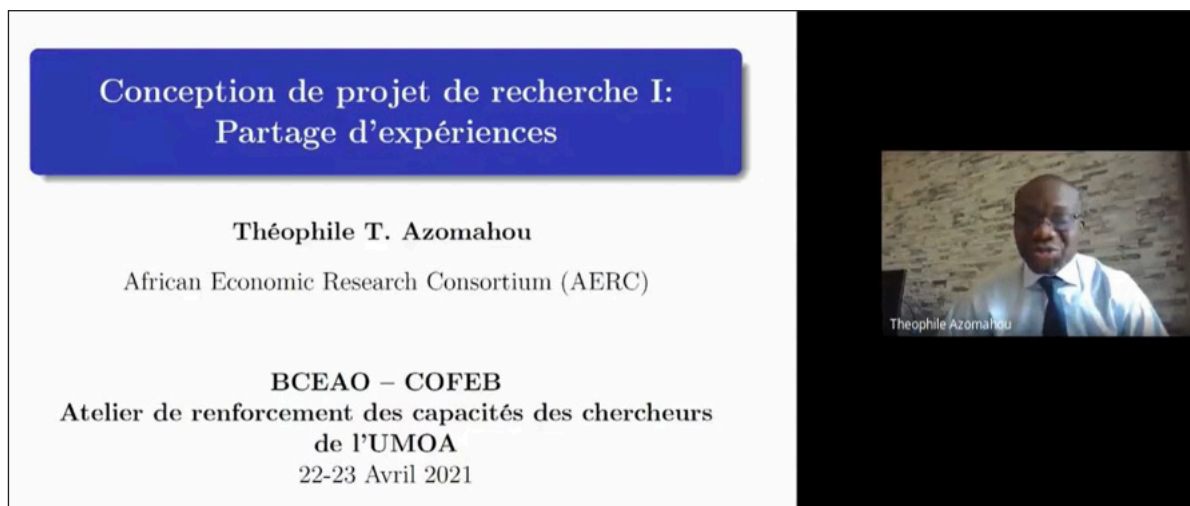 Conception de projet de recherche I:
Partage d'expériences
Théophile T. Azomahou
African Economic Research Consortium (AERC)
BCEAO – COFEB
Atelier de renforcement des capacités des chercheurs
de l'UMOA
22-23 Avril 2021
Theophile Azomahou